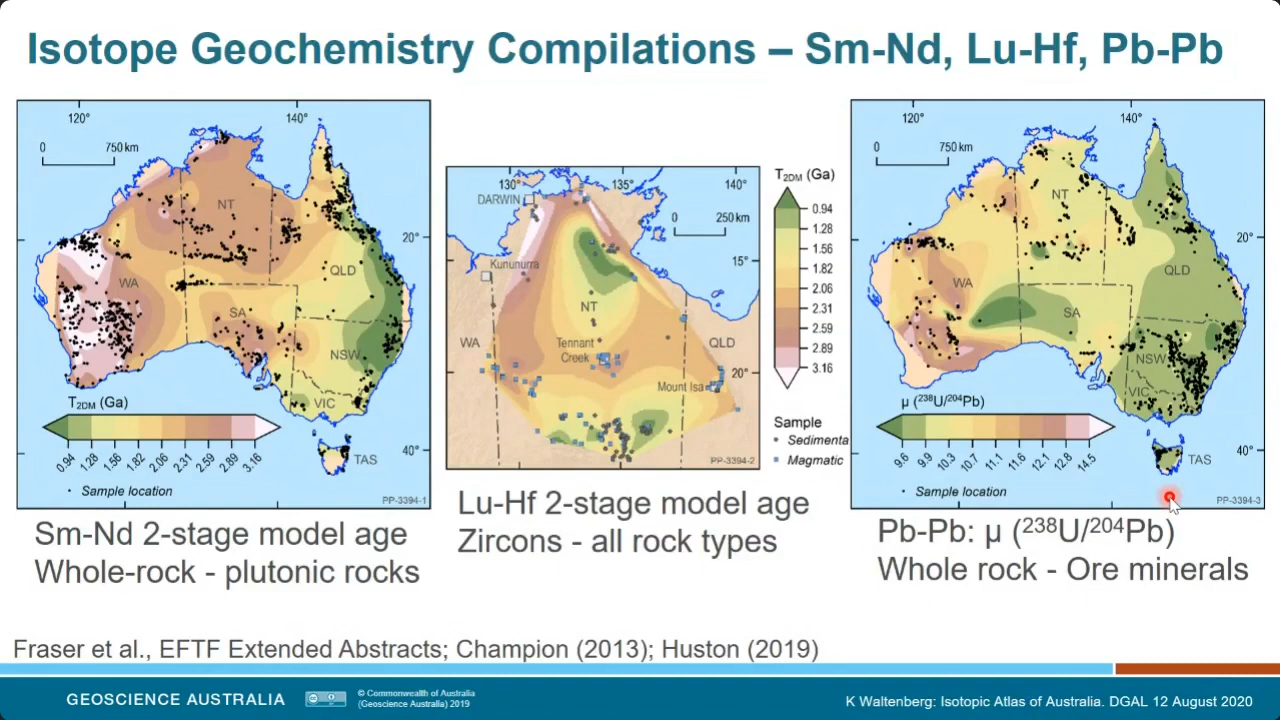 Isotope Geochemistry Compilations – Sm-Nd, Lu-Hf, Pb-Pb
120° 140°
0 750 km
NT
20°
WA
QLD
SA
NSW
VIC
T2DM (Ga)
0.94 1.28 1.56 1.82 2.06 2.31 2.59 2.89 3.16
40°
TAS
• Sample location
PP-3394-1
Sm-Nd 2-stage model age
Whole-rock - plutonic rocks
130° 135° 140°
DARWIN
0 250 km
15°
Kununurra
NT
WA
Tennant
Creek
QLD
20°
Mount Isa
PP-3394-2
T2DM (Ga)
0.94
1.28
1.56
1.82
2.06
2.31
2.59
2.89
3.16
Sample
Sedimenta
Magmatic
Lu-Hf 2-stage model age
Zircons - all rock types
120° 140°
0 750 km
NT
20°
WA
QLD
SA
NSW
VIC
µ (²³⁸U/²⁰⁴Pb)
9.6 9.9 10.3 10.7 11.1 11.6 12.1 12.8 14.5
40°
TAS
• Sample location
PP-3394-3
Pb-Pb: µ (²³⁸U/²⁰⁴Pb)
Whole rock - Ore minerals
Fraser et al., EFTF Extended Abstracts; Champion (2013); Huston (2019)
GEOSCIENCE AUSTRALIA
© Commonwealth of Australia
(Geoscience Australia) 2019
K Waltenberg: Isotopic Atlas of Australia. DGAL 12 August 2020